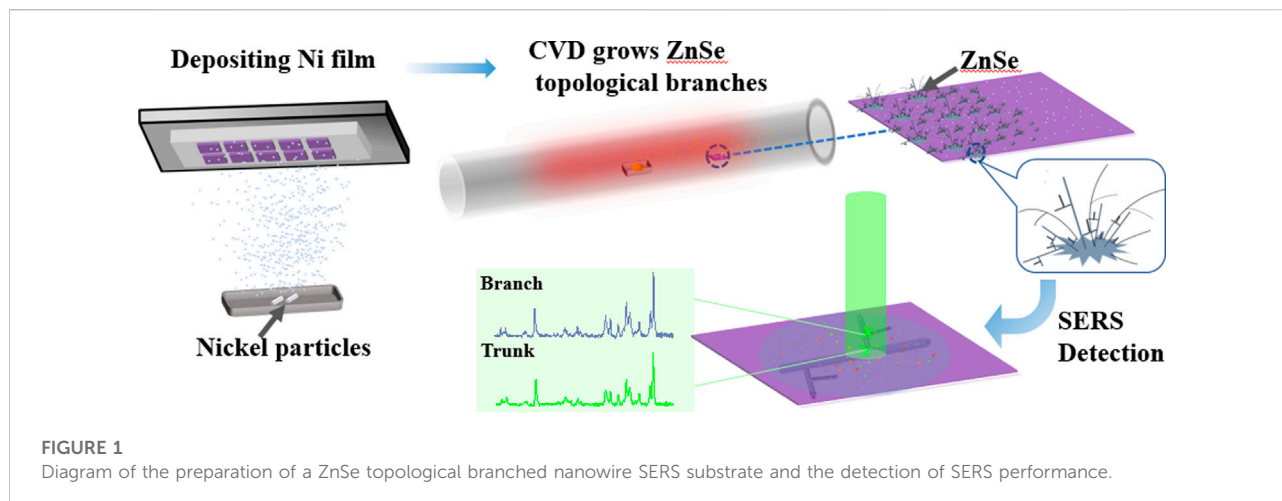 Depositing Ni film
CVD grows ZnSe
topological branches
ZnSe
Nickel particles
Branch
Trunk
SERS
Detection
FIGURE 1
Diagram of the preparation of a ZnSe topological branched nanowire SERS substrate and the detection of SERS performance.